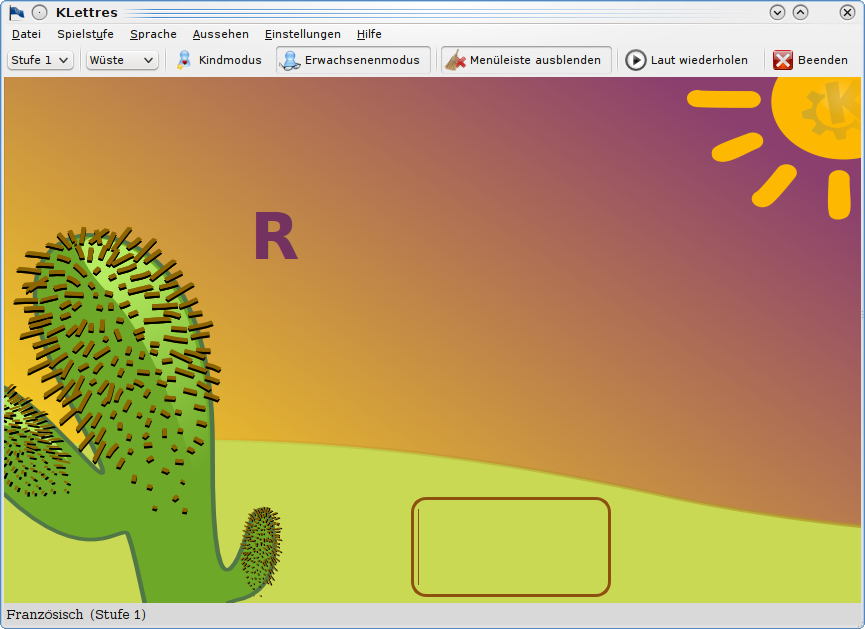 KLettres
Datei Spielstufe Sprache Aussehen Einstellungen Hilfe
Stufe 1 Wüste Kindmodus Erwachsenenmodus Menüleiste ausblenden Laut wiederholen Beenden
K
R
Französisch (Stufe 1)